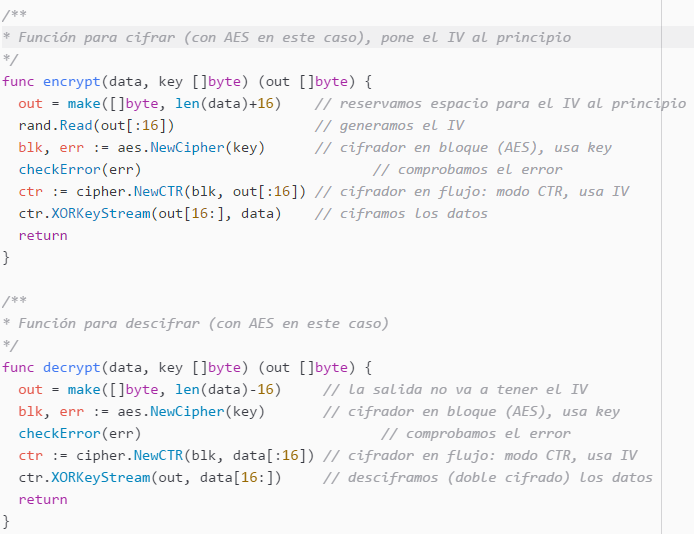 /**
* Función para cifrar (con AES en este caso), pone el IV al principio
*/
func encrypt(data, key []byte) (out []byte) {
  out = make([]byte, len(data)+16)    // reservamos espacio para el IV al principio
  rand.Read(out[:16])                 // generamos el IV
  blk, err := aes.NewCipher(key)      // cifrador en bloque (AES), usa key
  checkError(err)                            // comprobamos el error
  ctr := cipher.NewCTR(blk, out[:16]) // cifrador en flujo: modo CTR, usa IV
  ctr.XORKeyStream(out[16:], data)    // ciframos los datos
  return
}

/**
* Función para descifrar (con AES en este caso)
*/
func decrypt(data, key []byte) (out []byte) {
  out = make([]byte, len(data)-16)     // la salida no va a tener el IV
  blk, err := aes.NewCipher(key)       // cifrador en bloque (AES), usa key
  checkError(err)                             // comprobamos el error
  ctr := cipher.NewCTR(blk, data[:16]) // cifrador en flujo: modo CTR, usa IV
  ctr.XORKeyStream(out, data[16:])     // desciframos (doble cifrado) los datos
  return
}